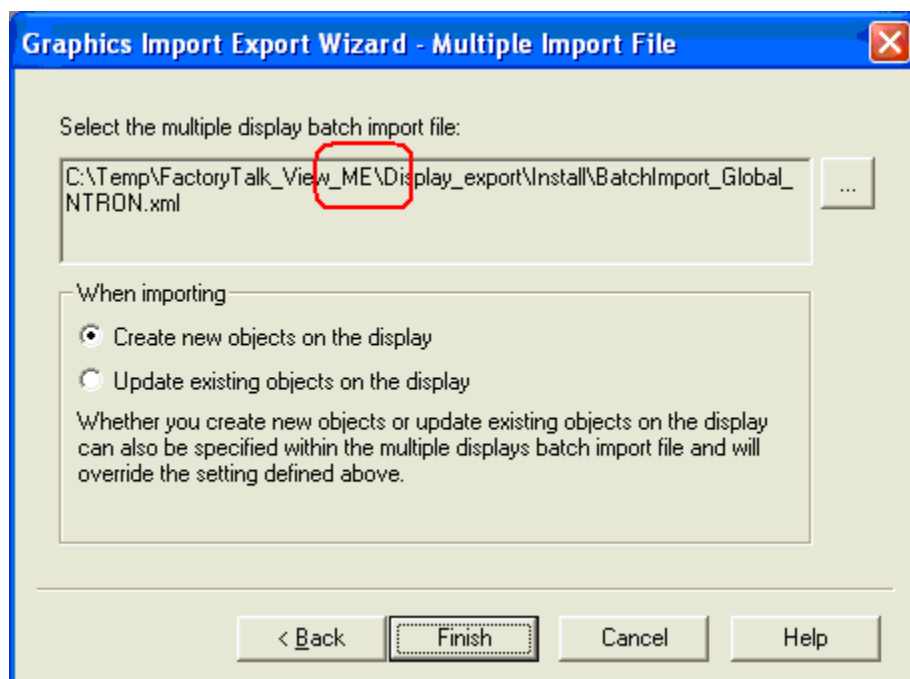 Graphics Import Export Wizard - Multiple Import File
Select the multiple display batch import file:
C:\Temp\FactoryTalk_View_ME\Display_export\Install\BatchImport_Global_
NTRON.xml
...
When importing
Create new objects on the display
Update existing objects on the display
Whether you create new objects or update existing objects on the display
can also be specified within the multiple displays batch import file and will
override the setting defined above.
< Back
Finish
Cancel
Help